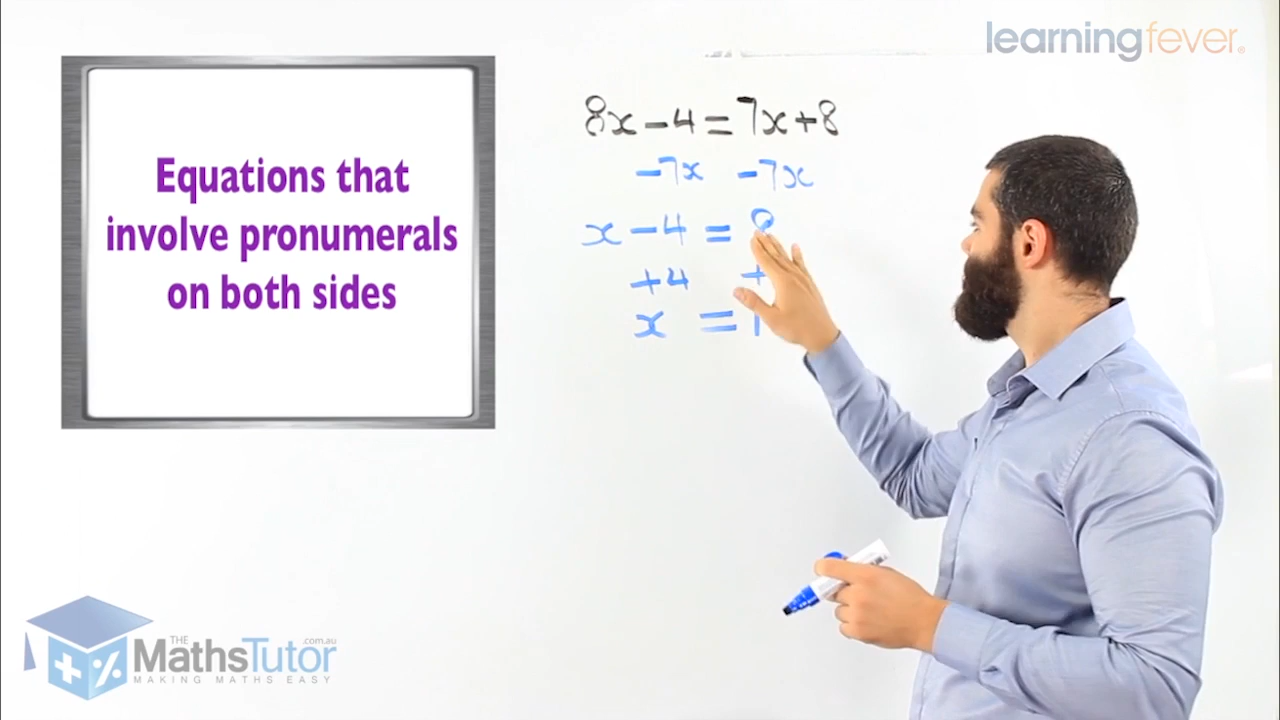 learningfever
Equations that
involve pronumerals
on both sides
8x - 4 = 7x + 8
-7x -7x
x - 4 = 8
+4 +
x = 1
THE
MathsTutor
.com.au
MAKING MATHS EASY